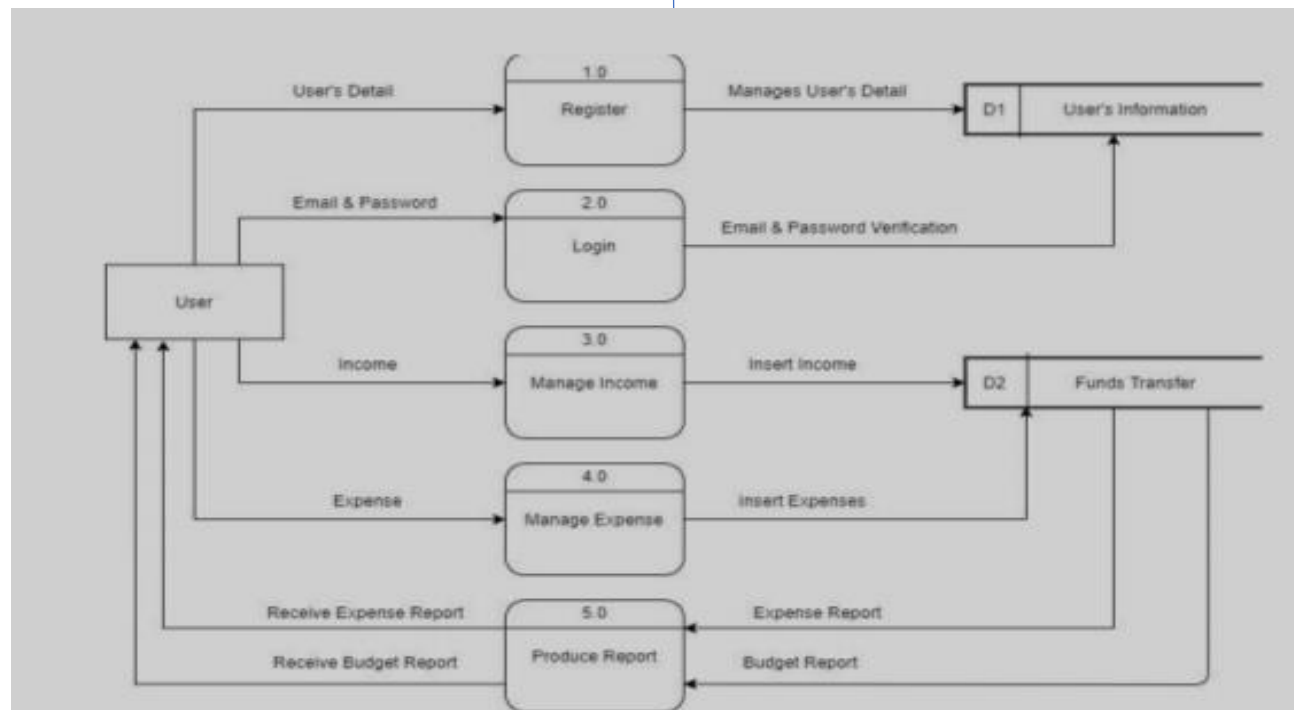 1.0
User's Detail
Register
Manages User's Detail
D1
User's Information
2.0
Email & Password
Login
Email & Password Verification
User
3.0
Income
Manage Income
Insert Income
D2
Funds Transfer
4.0
Expense
Manage Expense
Insert Expenses
5.0
Receive Expense Report
Expense Report
Produce Report
Receive Budget Report
Budget Report